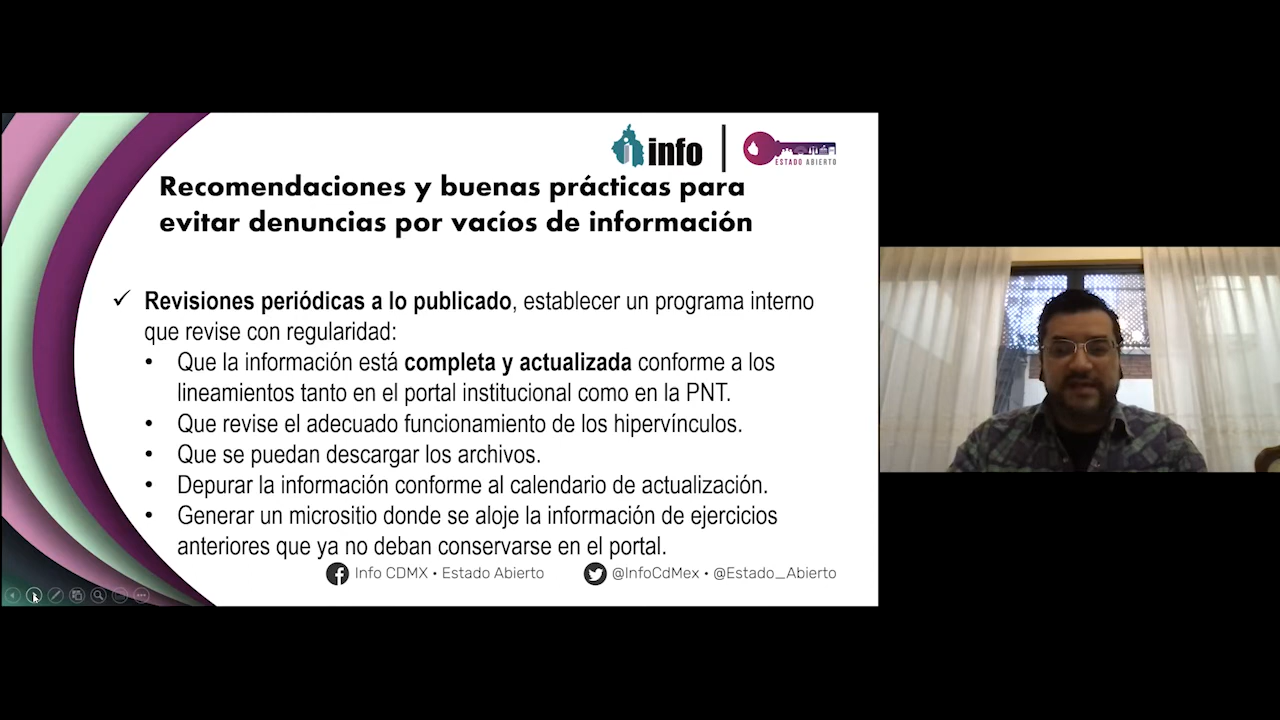 info
ESTADO ABIERTO
Recomendaciones y buenas prácticas para
evitar denuncias por vacíos de información
✓ Revisiones periódicas a lo publicado, establecer un programa interno
que revise con regularidad:
• Que la información está completa y actualizada conforme a los
lineamientos tanto en el portal institucional como en la PNT.
• Que revise el adecuado funcionamiento de los hipervínculos.
• Que se puedan descargar los archivos.
• Depurar la información conforme al calendario de actualización.
• Generar un micrositio donde se aloje la información de ejercicios
anteriores que ya no deban conservarse en el portal.
Info CDMX • Estado Abierto
@InfoCdMex • @Estado_Abierto